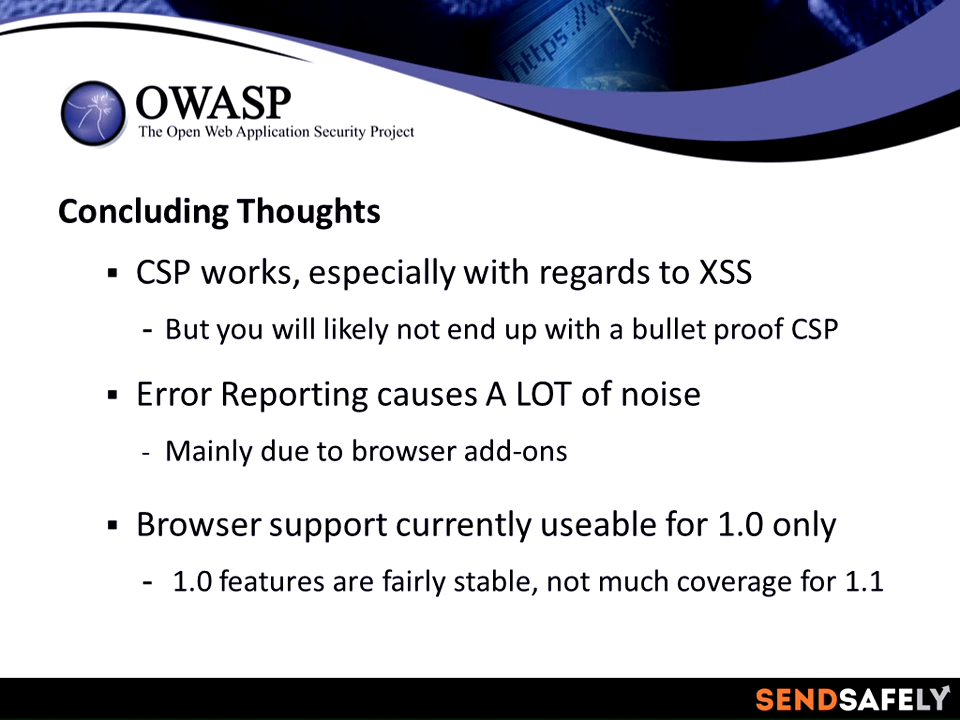 https://w
OWASP
The Open Web Application Security Project
Concluding Thoughts
▪ CSP works, especially with regards to XSS
- But you will likely not end up with a bullet proof CSP
▪ Error Reporting causes A LOT of noise
- Mainly due to browser add-ons
▪ Browser support currently useable for 1.0 only
- 1.0 features are fairly stable, not much coverage for 1.1
SENDSAFELY